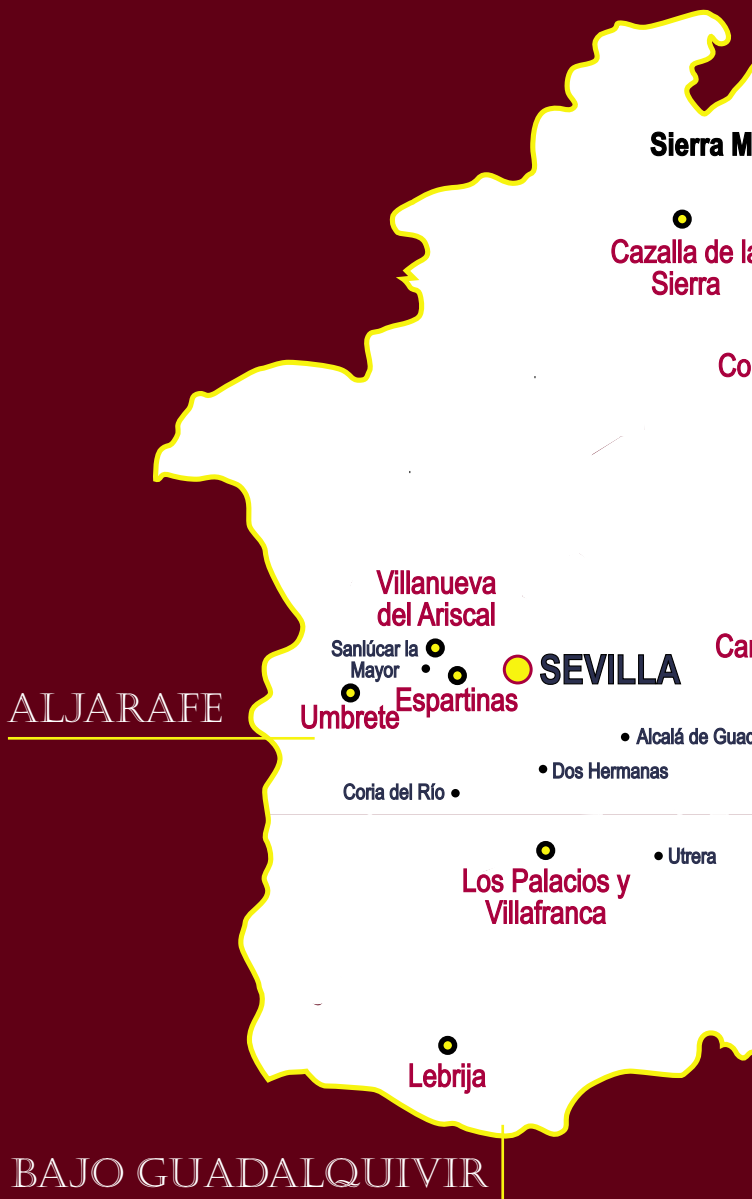 Sierra M
Cazalla de la
Sierra
Co
Villanueva
del Ariscal
Sanlúcar la
Mayor
SEVILLA
Car
Espartinas
Umbrete
ALJARAFE
Alcalá de Guad
Dos Hermanas
Coria del Río
Utrera
Los Palacios y
Villafranca
Lebrija
BAJO GUADALQUIVIR